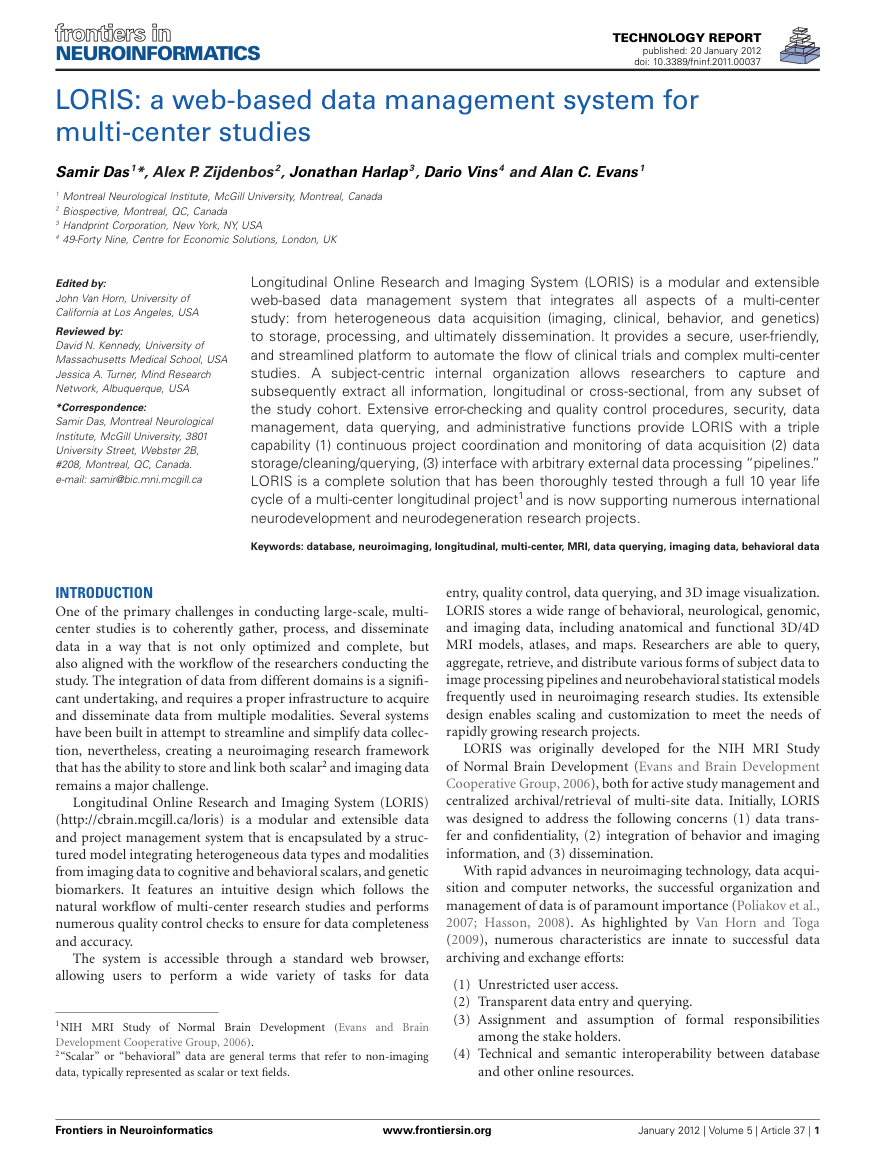 frontiers in
NEUROINFORMATICS
TECHNOLOGY REPORT
published: 20 January 2012
doi: 10.3389/fninf.2011.00037
LORIS: a web-based data management system for
multi-center studies
Samir Das1*, Alex P. Zijdenbos2, Jonathan Harlap3, Dario Vins4 and Alan C. Evans1
1 Montreal Neurological Institute, McGill University, Montreal, Canada
2 Biospective, Montreal, QC, Canada
3 Handprint Corporation, New York, NY, USA
4 49-Forty Nine, Centre for Economic Solutions, London, UK
Edited by:
John Van Horn, University of
California at Los Angeles, USA
Reviewed by:
David N. Kennedy, University of
Massachusetts Medical School, USA
Jessica A. Turner, Mind Research
Network, Albuquerque, USA
*Correspondence:
Samir Das, Montreal Neurological
Institute, McGill University, 3801
University Street, Webster 2B,
#208, Montreal, QC, Canada.
e-mail: samir@bic.mni.mcgill.ca
Longitudinal Online Research and Imaging System (LORIS) is a modular and extensible
web-based data management system that integrates all aspects of a multi-center
study: from heterogeneous data acquisition (imaging, clinical, behavior, and genetics)
to storage, processing, and ultimately dissemination. It provides a secure, user-friendly,
and streamlined platform to automate the flow of clinical trials and complex multi-center
studies. A subject-centric internal organization allows researchers to capture and
subsequently extract all information, longitudinal or cross-sectional, from any subset of
the study cohort. Extensive error-checking and quality control procedures, security, data
management, data querying, and administrative functions provide LORIS with a triple
capability (1) continuous project coordination and monitoring of data acquisition (2) data
storage/cleaning/querying, (3) interface with arbitrary external data processing “pipelines.”
LORIS is a complete solution that has been thoroughly tested through a full 10 year life
cycle of a multi-center longitudinal project1 and is now supporting numerous international
neurodevelopment and neurodegeneration research projects.
Keywords: database, neuroimaging, longitudinal, multi-center, MRI, data querying, imaging data, behavioral data
INTRODUCTION
One of the primary challenges in conducting large-scale, multi-
center studies is to coherently gather, process, and disseminate
data in a way that is not only optimized and complete, but
also aligned with the workflow of the researchers conducting the
study. The integration of data from different domains is a signifi-
cant undertaking, and requires a proper infrastructure to acquire
and disseminate data from multiple modalities. Several systems
have been built in attempt to streamline and simplify data collec-
tion, nevertheless, creating a neuroimaging research framework
that has the ability to store and link both scalar2 and imaging data
remains a major challenge.
Longitudinal Online Research and Imaging System (LORIS)
(http://cbrain.mcgill.ca/loris) is a modular and extensible data
and project management system that is encapsulated by a struc-
tured model integrating heterogeneous data types and modalities
from imaging data to cognitive and behavioral scalars, and genetic
biomarkers. It features an intuitive design which follows the
natural workflow of multi-center research studies and performs
numerous quality control checks to ensure for data completeness
and accuracy.
The system is accessible through a standard web browser,
allowing users to perform a wide variety of tasks for data
1NIH MRI Study of Normal Brain Development (Evans and Brain
Development Cooperative Group, 2006).
2“Scalar” or “behavioral” data are general terms that refer to non-imaging
data, typically represented as scalar or text fields.
entry, quality control, data querying, and 3D image visualization.
LORIS stores a wide range of behavioral, neurological, genomic,
and imaging data, including anatomical and functional 3D/4D
MRI models, atlases, and maps. Researchers are able to query,
aggregate, retrieve, and distribute various forms of subject data to
image processing pipelines and neurobehavioral statistical models
frequently used in neuroimaging research studies. Its extensible
design enables scaling and customization to meet the needs of
rapidly growing research projects.
LORIS was originally developed for the NIH MRI Study
of Normal Brain Development (Evans and Brain Development
Cooperative Group, 2006), both for active study management and
centralized archival/retrieval of multi-site data. Initially, LORIS
was designed to address the following concerns (1) data trans-
fer and confidentiality, (2) integration of behavior and imaging
information, and (3) dissemination.
With rapid advances in neuroimaging technology, data acqui-
sition and computer networks, the successful organization and
management of data is of paramount importance (Poliakov et al.,
2007; Hasson, 2008). As highlighted by Van Horn and Toga
(2009), numerous characteristics are innate to successful data
archiving and exchange efforts:
(1) Unrestricted user access.
(2) Transparent data entry and querying.
(3) Assignment and assumption of formal responsibilities
among the stake holders.
(4) Technical and semantic interoperability between database
and other online resources.
Frontiers in Neuroinformatics
www.frontiersin.org
January 2012 | Volume 5 | Article 37 | 1